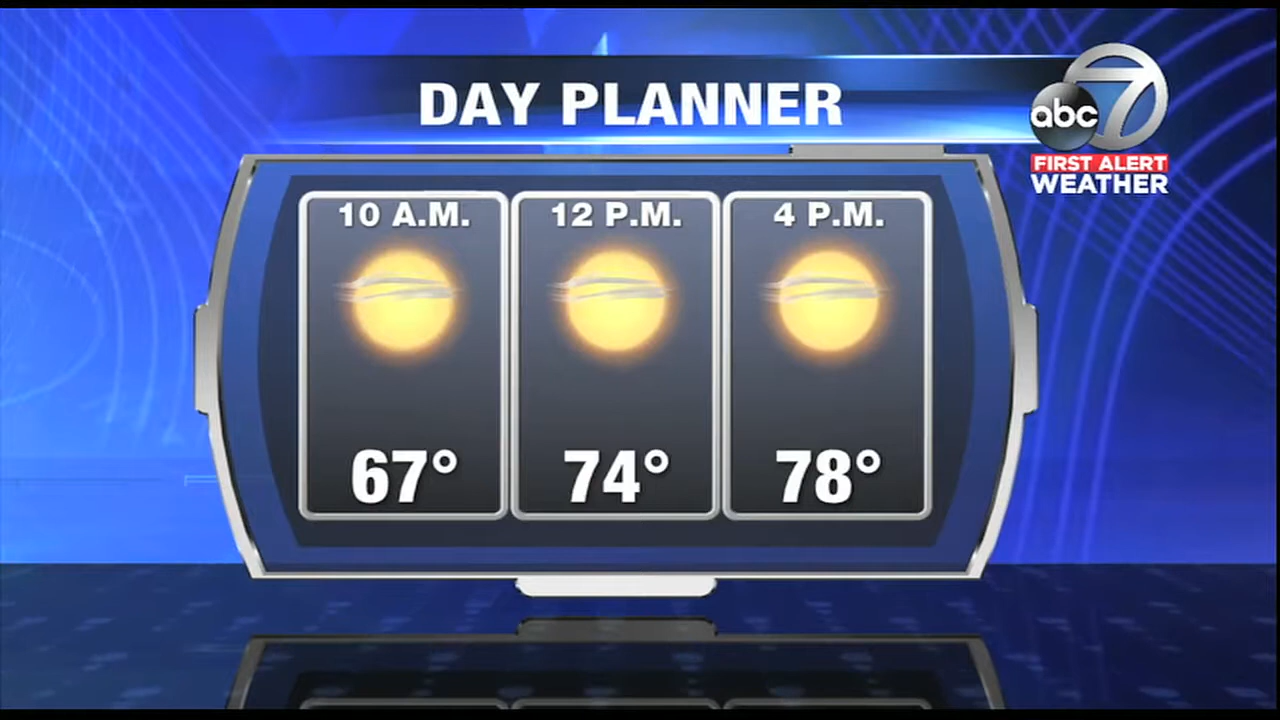 DAY PLANNER
abc 7
FIRST ALERT
WEATHER
10 A.M.
12 P.M.
4 P.M.
67°
74°
78°